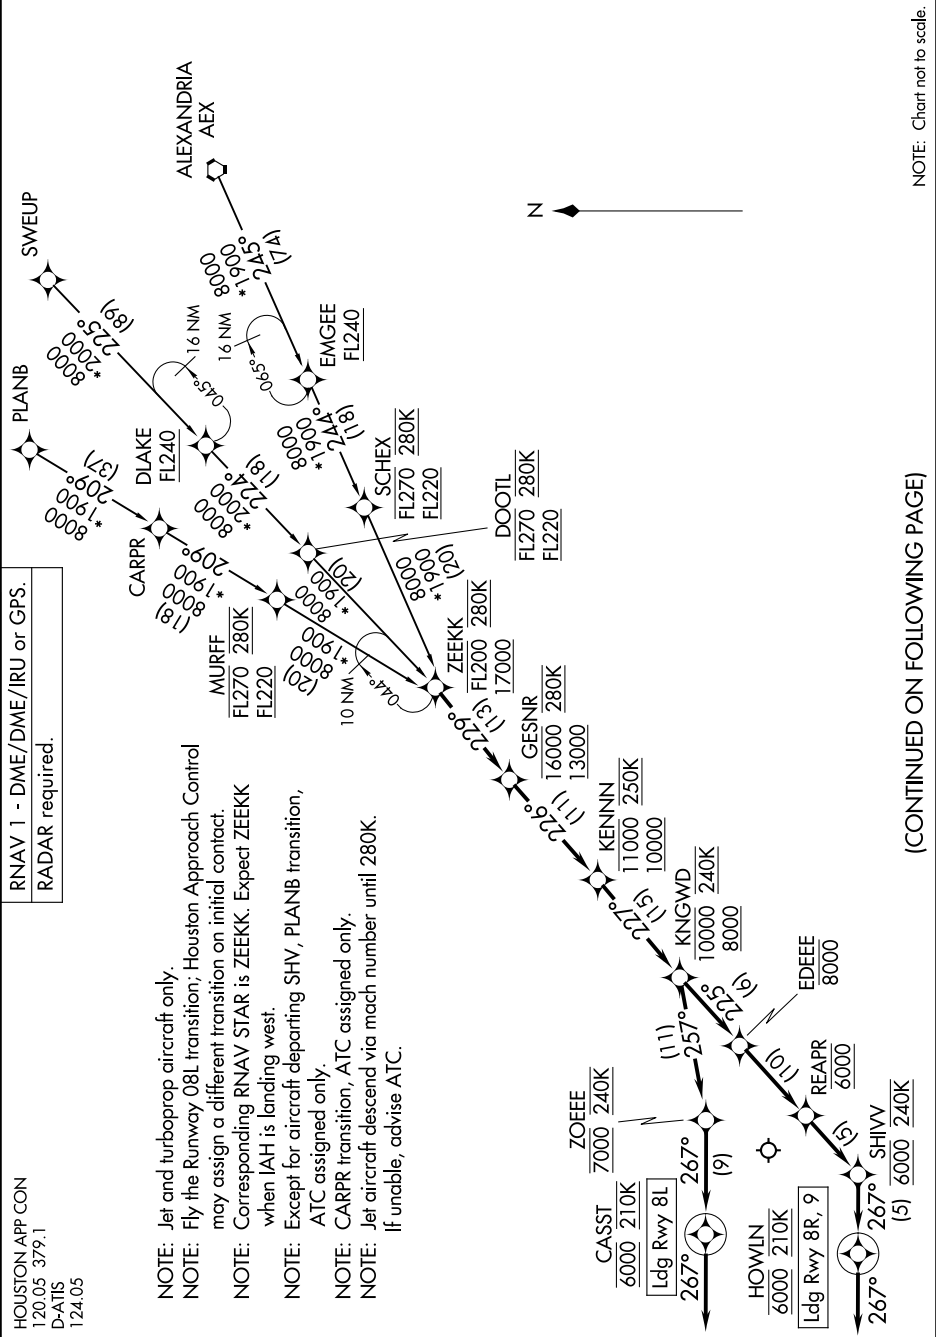 HOUSTON APP CON
120.05 379.1
D-ATIS
124.05
RNAV 1 - DME/DME/IRU or GPS.
RADAR required.
NOTE: Jet and turboprop aircraft only.
NOTE: Fly the Runway 08L transition; Houston Approach Control
may assign a different transition on initial contact.
NOTE: Corresponding RNAV STAR is ZEEKK. Expect ZEEKK
when IAH is landing west.
NOTE: Except for aircraft departing SHV, PLANB transition,
ATC assigned only.
NOTE: CARPR transition, ATC assigned only.
NOTE: Jet aircraft descend via mach number until 280K.
If unable, advise ATC.
PLANB
8000
*1900
209°
(37)
CARPR
(18)
8000
*1900
209°
MURFF
FL270 280K
FL220
(20)
8000
*1900
SWEUP
8000
*2000
225°
(89)
DLAKE
FL240
16 NM
045°
8000
*2000
224°
(18)
DOOTL
FL270 280K
FL220
8000
*1900
(20)
ALEXANDRIA
AEX
8000
*1900
245°
(74)
16 NM
065°
EMGEE
FL240
8000
*1900
244°
(18)
SCHEX
FL270 280K
FL220
8000
*1900
(20)
10 NM
044°
ZEEKK
FL200 280K
17000
229°
(13)
GESNR
16000 280K
13000
226°
(11)
KENNN
11000 250K
10000
227°
(15)
KNGWD
10000 240K
8000
(11)
257°
ZOEEE
7000 240K
267°
(9)
CASST
6000 210K
Ldg Rwy 8L
267°
225°
(6)
EDEEE
8000
(10)
REAPR
6000
(5)
SHIVV
6000 240K
267°
(5)
HOWLN
6000 210K
Ldg Rwy 8R, 9
267°
N
(CONTINUED ON FOLLOWING PAGE)
NOTE: Chart not to scale.